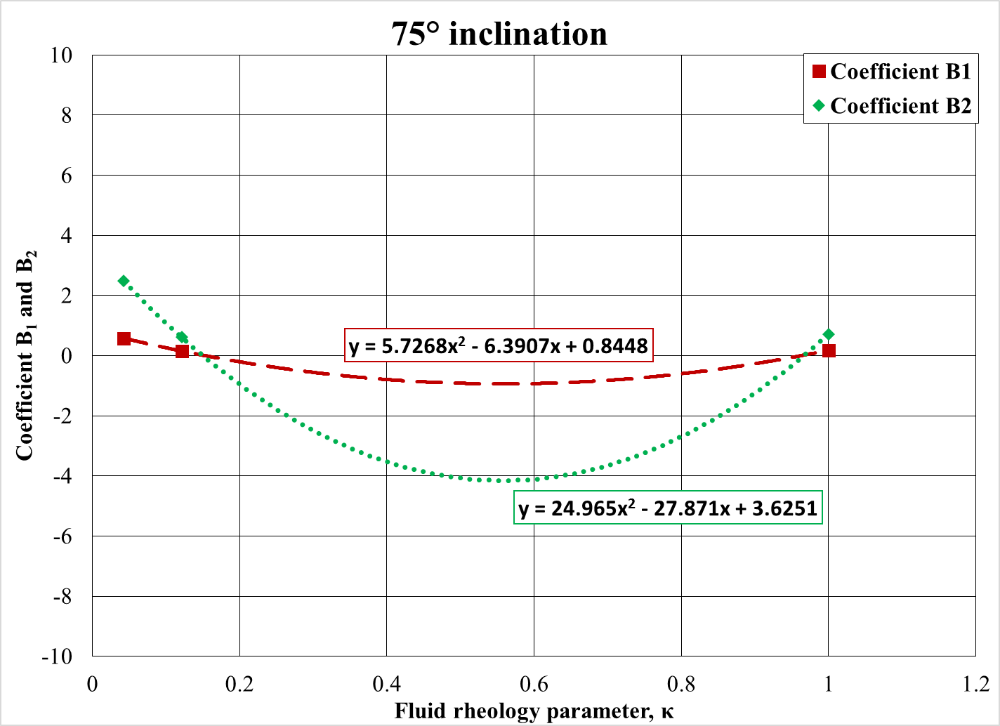 75° inclination
Coefficient B1
Coefficient B2
10
8
6
4
2
0
-2
-4
-6
-8
-10
Coefficient B₁ and B₂
y = 5.7268x² - 6.3907x + 0.8448
y = 24.965x² - 27.871x + 3.6251
0 0.2 0.4 0.6 0.8 1 1.2
Fluid rheology parameter, κ